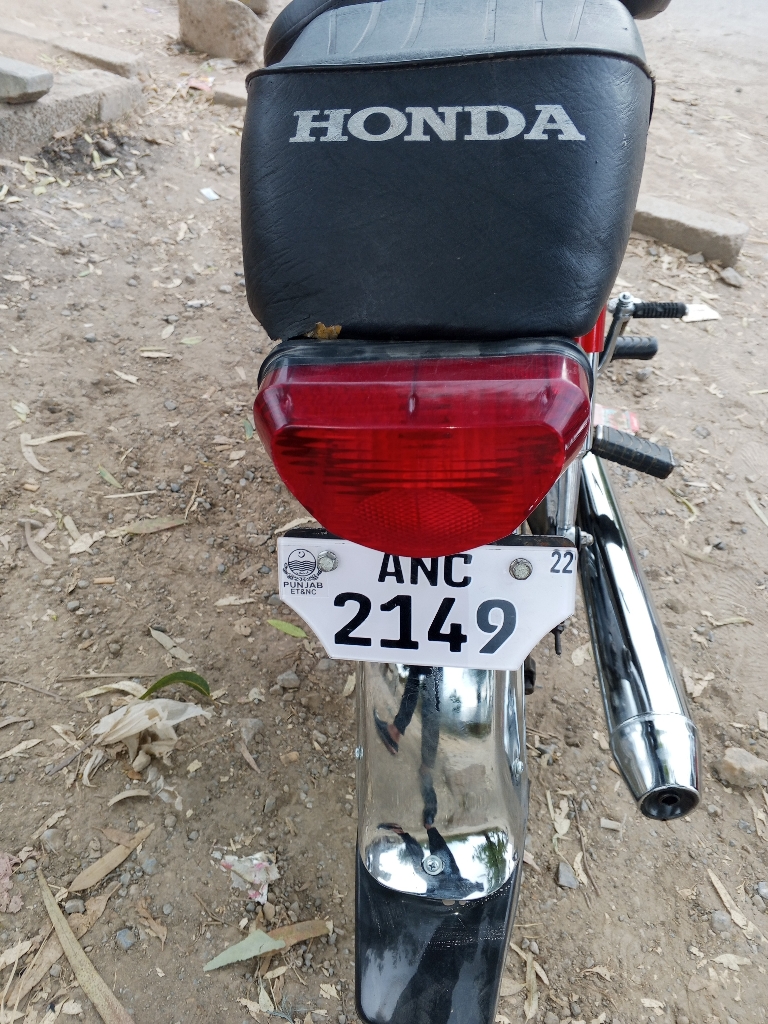 HONDA
ANC
22
PUNJAB
ET&NC
2149